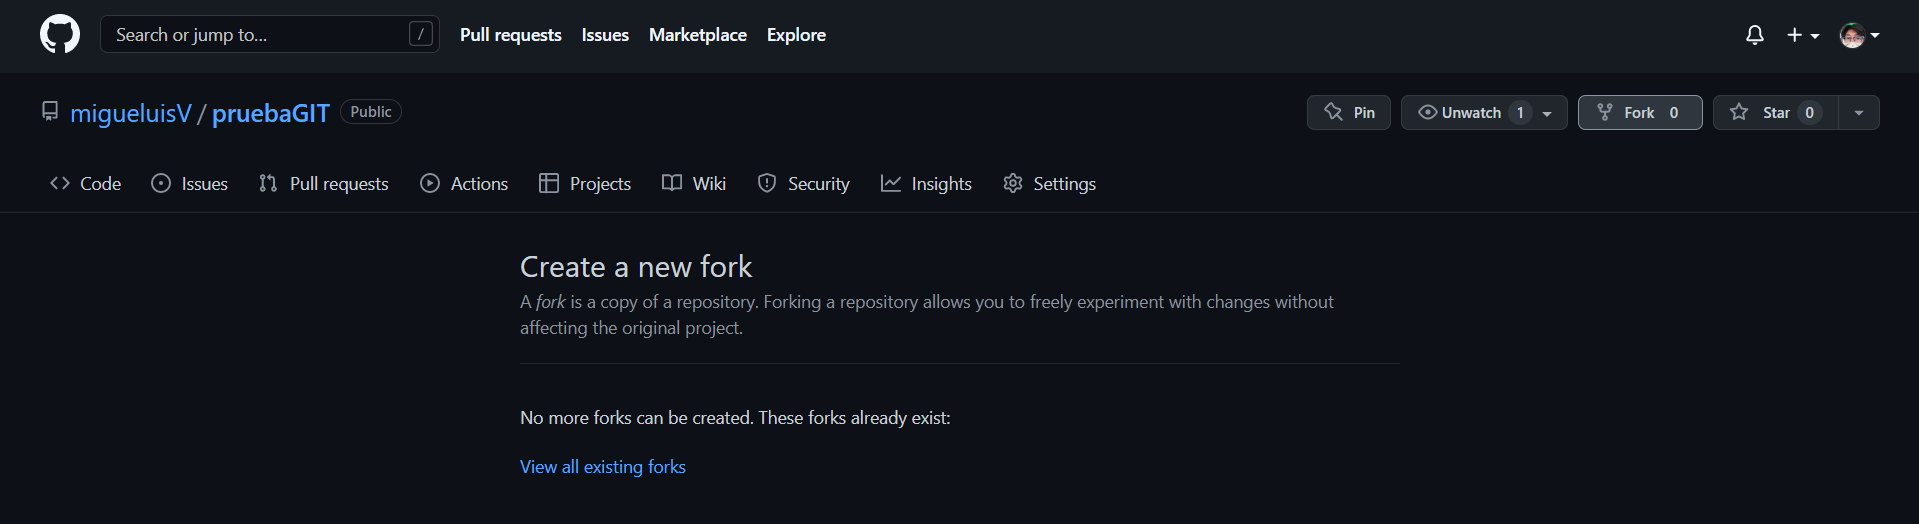 Search or jump to... /
Pull requests Issues Marketplace Explore
migueluisV / pruebaGIT Public
Pin Unwatch 1 Fork 0 Star 0
Code Issues Pull requests Actions Projects Wiki Security Insights Settings
Create a new fork
A fork is a copy of a repository. Forking a repository allows you to freely experiment with changes without
affecting the original project.
No more forks can be created. These forks already exist:
View all existing forks